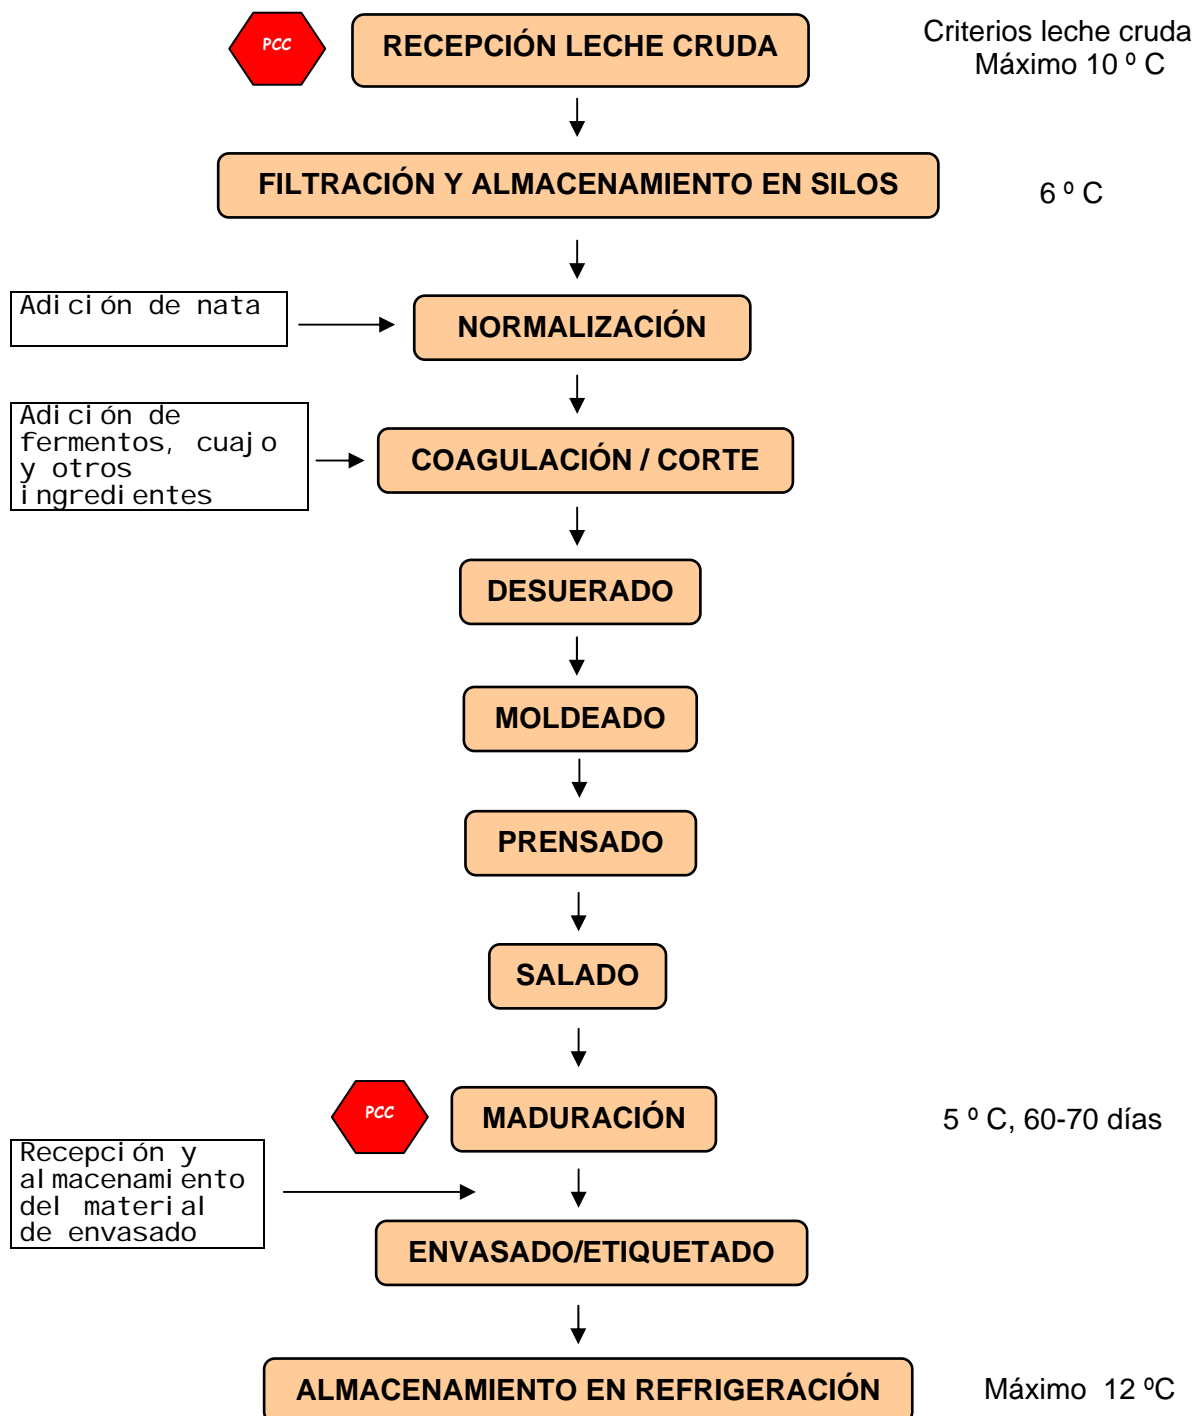 PCC
RECEPCIÓN LECHE CRUDA
Criterios leche cruda
Máximo 10 º C
FILTRACIÓN Y ALMACENAMIENTO EN SILOS
6 º C
Adición de nata
NORMALIZACIÓN
Adición de
fermentos, cuajo
y otros
ingredientes
COAGULACIÓN / CORTE
DESUERADO
MOLDEADO
PRENSADO
SALADO
PCC
MADURACIÓN
5 º C, 60-70 días
Recepción y
almacenamiento
del material
de envasado
ENVASADO/ETIQUETADO
ALMACENAMIENTO EN REFRIGERACIÓN
Máximo 12 ºC